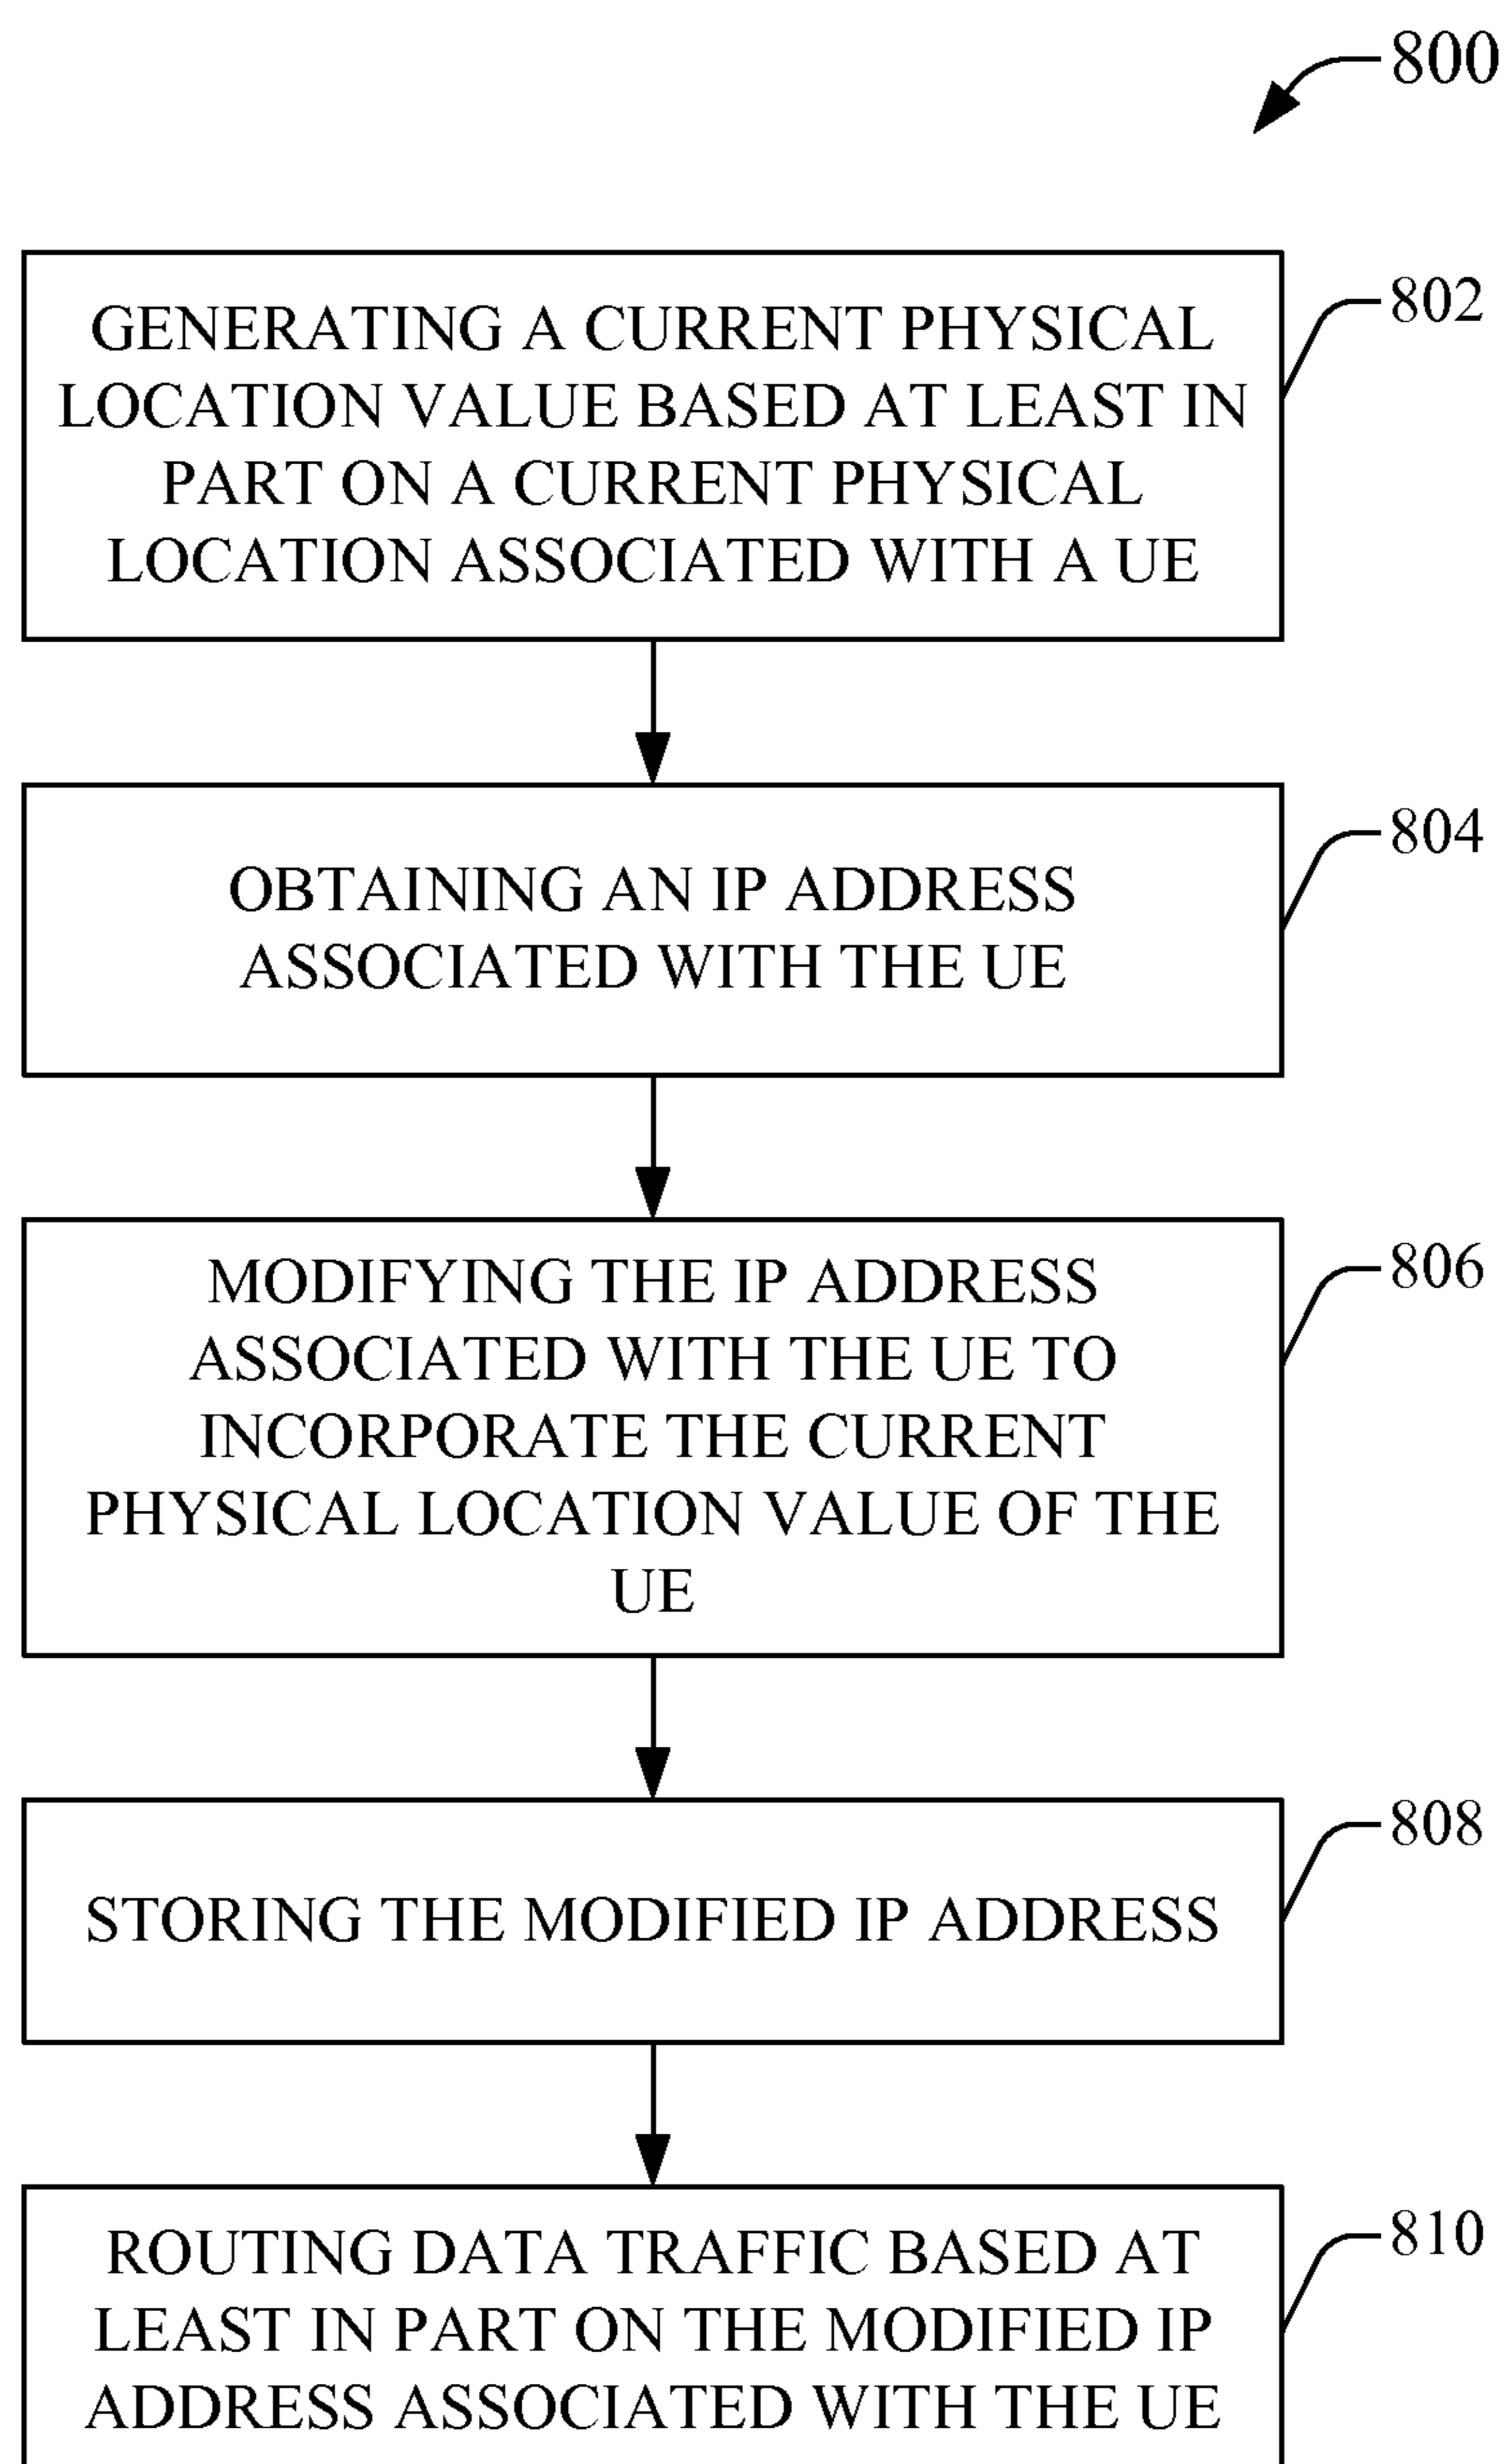 800
GENERATING A CURRENT PHYSICAL
LOCATION VALUE BASED AT LEAST IN
PART ON A CURRENT PHYSICAL
LOCATION ASSOCIATED WITH A UE
802
OBTAINING AN IP ADDRESS
ASSOCIATED WITH THE UE
804
MODIFYING THE IP ADDRESS
ASSOCIATED WITH THE UE TO
INCORPORATE THE CURRENT
PHYSICAL LOCATION VALUE OF THE
UE
806
STORING THE MODIFIED IP ADDRESS
808
ROUTING DATA TRAFFIC BASED AT
LEAST IN PART ON THE MODIFIED IP
ADDRESS ASSOCIATED WITH THE UE
810